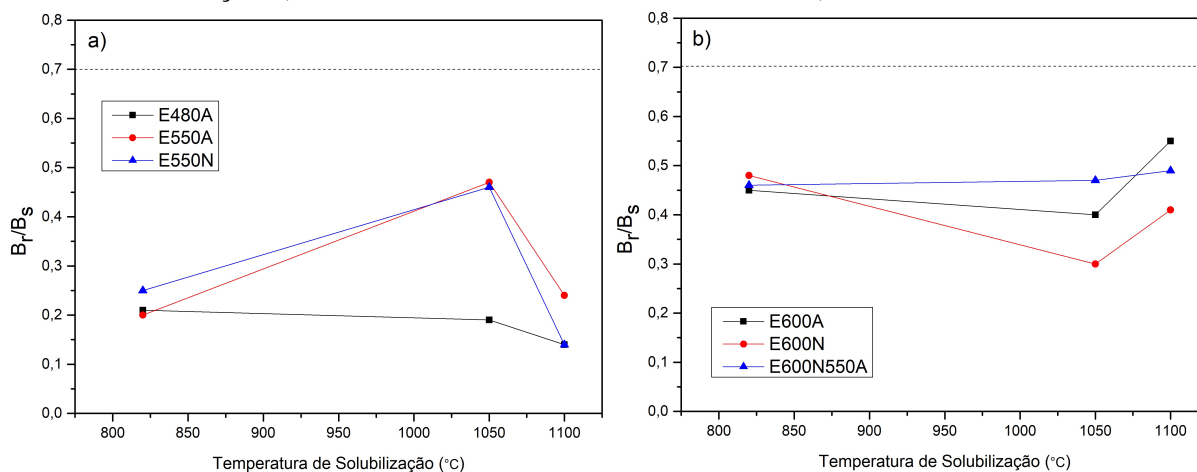 a)
0,8
0,7
0,6
0,5
0,4
0,3
0,2
0,1
0,0
Br/Bs
E480A
E550A
E550N
800 850 900 950 1000 1050 1100
Temperatura de Solubilização (°C)
b)
0,8
0,7
0,6
0,5
0,4
0,3
0,2
0,1
0,0
Br/Bs
E600A
E600N
E600N550A
800 850 900 950 1000 1050 1100
Temperatura de Solubilização (°C)